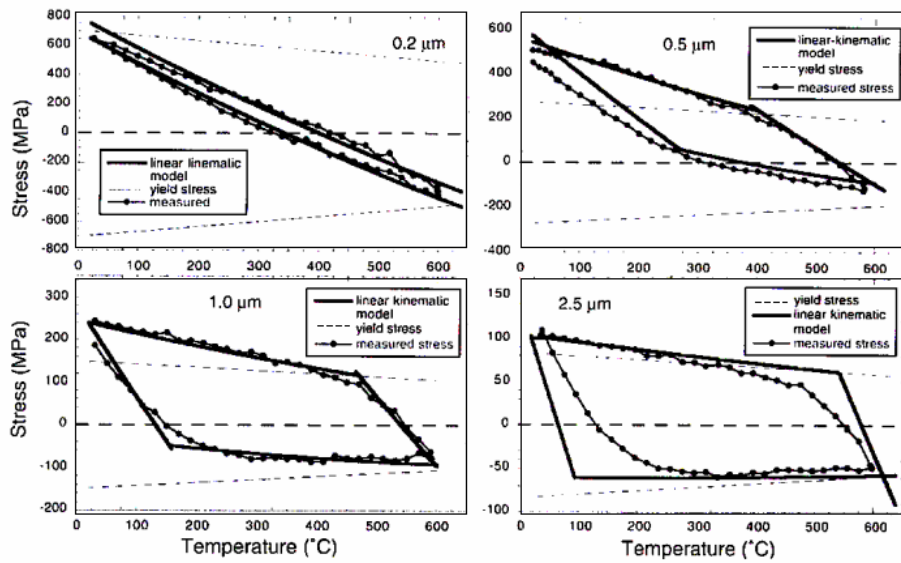 0.2 µm
800
600
400
200
0
-200
-400
-600
-800
Stress (MPa)
linear linematic
model
yield stress
measured
0 100 200 300 400 500 600
0.5 µm
600
400
200
0
-200
-400
linear-kinematic
model
yield stress
measured stress
0 100 200 300 400 500 600
1.0 µm
300
200
100
0
-100
-200
Stress (MPa)
linear kinematic
model
yield stress
measured stress
0 100 200 300 400 500 600
Temperature (°C)
2.5 µm
150
100
50
0
-50
-100
yield stress
linear kinematic
model
measured stress
0 100 200 300 400 500 600
Temperature (°C)